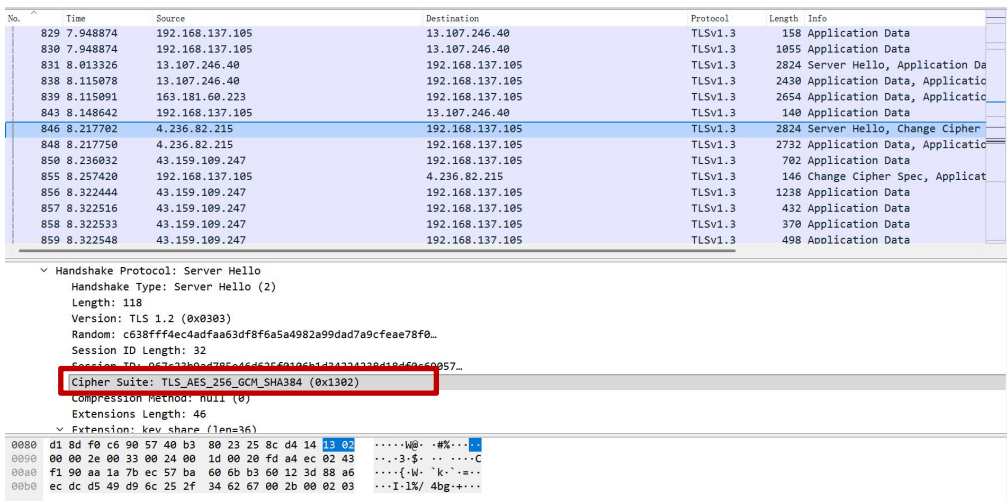 No. Time Source Destination Protocol Length Info
829 7.948874 192.168.137.105 13.107.246.40 TLSv1.3 158 Application Data
830 7.948874 192.168.137.105 13.107.246.40 TLSv1.3 1055 Application Data
831 8.013326 13.107.246.40 192.168.137.105 TLSv1.3 2824 Server Hello, Application Da
838 8.115078 13.107.246.40 192.168.137.105 TLSv1.3 2430 Application Data, Applicatic
839 8.115091 163.181.60.223 192.168.137.105 TLSv1.3 2654 Application Data, Applicatic
843 8.148642 192.168.137.105 13.107.246.40 TLSv1.3 140 Application Data
846 8.217702 4.236.82.215 192.168.137.105 TLSv1.3 2824 Server Hello, Change Cipher
848 8.217750 4.236.82.215 192.168.137.105 TLSv1.3 2732 Application Data, Applicatic
850 8.236032 43.159.109.247 192.168.137.105 TLSv1.3 702 Application Data
855 8.257420 192.168.137.105 4.236.82.215 TLSv1.3 146 Change Cipher Spec, Applicat
856 8.322444 43.159.109.247 192.168.137.105 TLSv1.3 1238 Application Data
857 8.322516 43.159.109.247 192.168.137.105 TLSv1.3 432 Application Data
858 8.322533 43.159.109.247 192.168.137.105 TLSv1.3 370 Application Data
859 8.322548 43.159.109.247 192.168.137.105 TLSv1.3 498 Application Data
Handshake Protocol: Server Hello
Handshake Type: Server Hello (2)
Length: 118
Version: TLS 1.2 (0x0303)
Random: c638fff4ec4adfaa63df8f6a5a4982a99dad7a9cfeae78f0…
Session ID Length: 32
Session ID:
Cipher Suite: TLS_AES_256_GCM_SHA384 (0x1302)
Compression Method: null (0)
Extensions Length: 46
Extension: key_share (len=36)
0080 d1 8d f0 c6 90 57 40 b3 80 23 25 8c d4 14 13 02 ·····W@· ·#%·····
0090 00 00 2e 00 33 00 24 00 1d 00 20 fd a4 ec 02 43 ··.·3·$· ·· ····C
00a0 f1 90 aa 1a 7b ec 57 ba 60 6b b3 60 12 3d 88 a6 ····{·W· `k·`·=··
00b0 ec dc d5 49 d9 6c 25 2f 34 62 67 00 2b 00 02 03 ···I·l%/ 4bg·+···